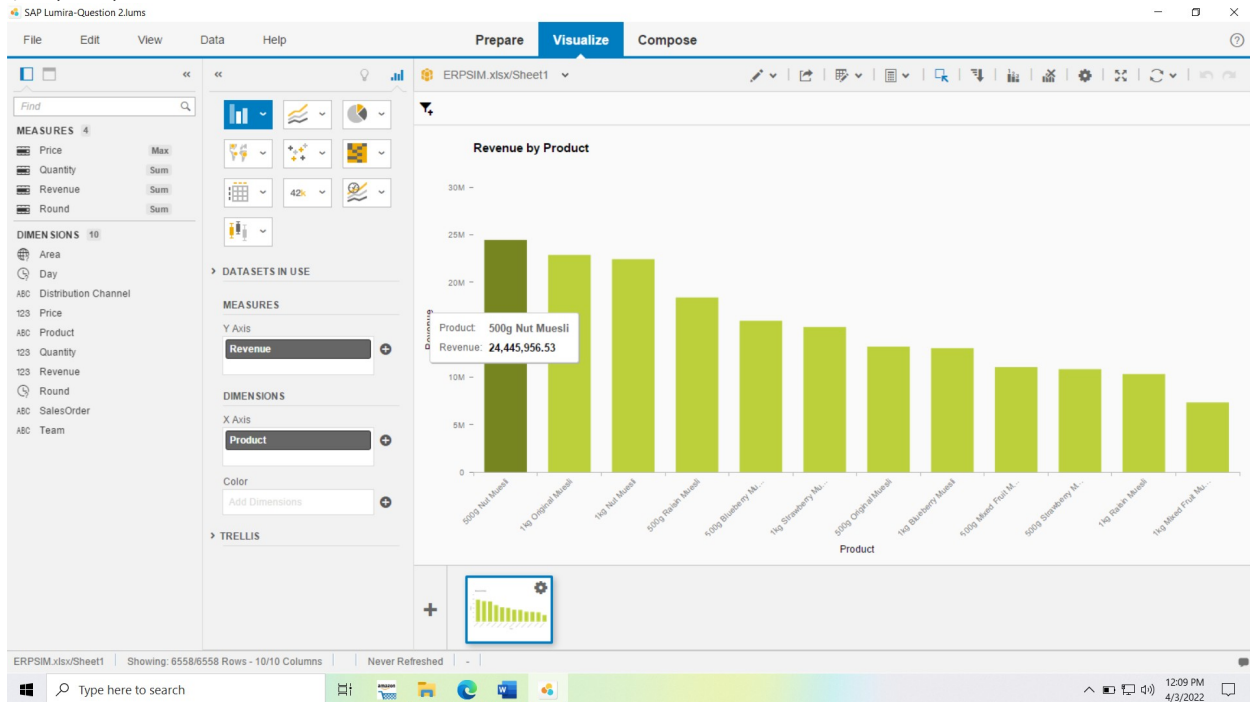 SAP Lumira-Question 2.lums
File Edit View Data Help Prepare Visualize Compose
ERPSIM.xlsx/Sheet1
Find
MEASURES 4
Price Max
Quantity Sum
Revenue Sum
Round Sum
DIMENSIONS 10
Area
Day
ABC Distribution Channel
123 Price
ABC Product
123 Quantity
123 Revenue
Round
ABC SalesOrder
ABC Team
42K
DATASETS IN USE
MEASURES
Y Axis
Revenue
DIMENSIONS
X Axis
Product
Color
Add Dimensions
TRELLIS
Revenue by Product
30M
25M
20M
10M
5M
0
Product: 500g Nut Muesli
Revenue: 24,445,956.53
500g Nut Muesli
1kg Original Muesli
1kg Nut Muesli
500g Raisin Muesli
500g Blueberry Mu...
1kg Strawberry Mu...
500g Original Muesli
1kg Blueberry Muesli
500g Mixed Fruit M...
500g Strawberry M...
1kg Raisin Muesli
1kg Mixed Fruit Mu...
Product
ERPSIM.xlsx/Sheet1 Showing: 6558/6558 Rows - 10/10 Columns Never Refreshed -
Type here to search
amazon
12:09 PM
4/3/2022